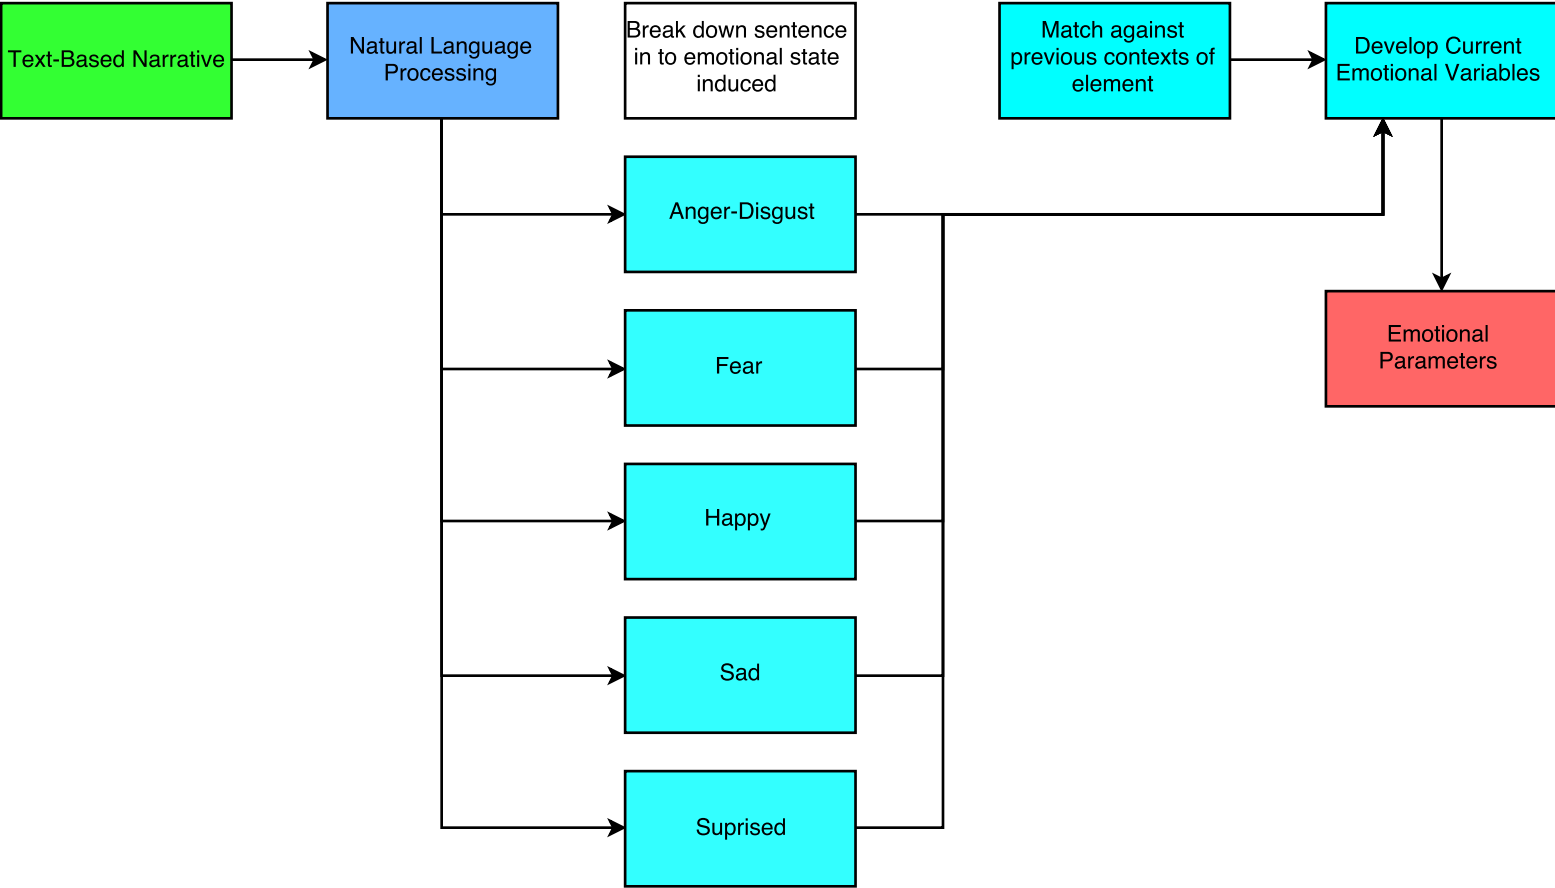 Text-Based Narrative
Natural Language
Processing
Break down sentence
in to emotional state
induced
Match against
previous contexts of
element
Develop Current
Emotional Variables
Anger-Disgust
Fear
Emotional
Parameters
Happy
Sad
Suprised